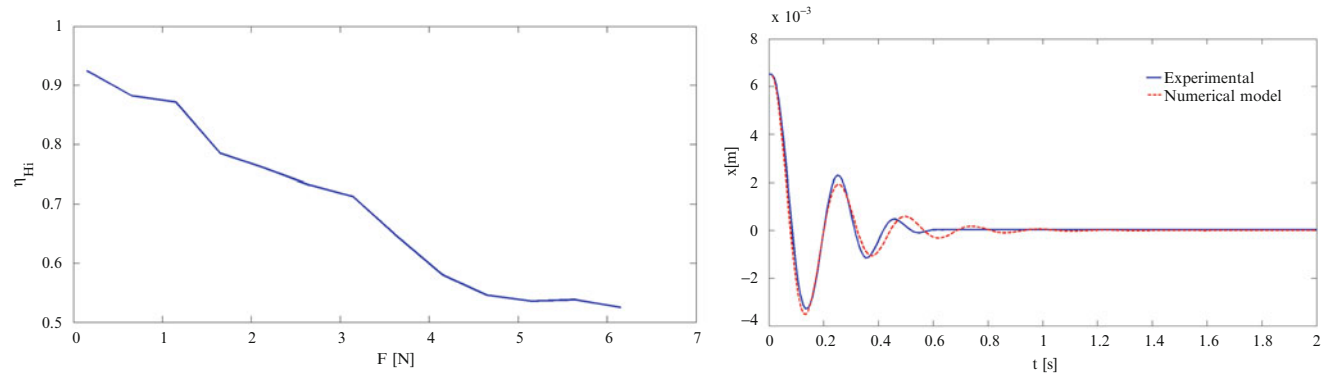 1
0.9
0.8
0.7
0.6
0.5
η_Hi
0 1 2 3 4 5 6 7
F [N]
x 10⁻³
8
6
4
2
0
−2
−4
x[m]
Experimental
Numerical model
0 0.2 0.4 0.6 0.8 1 1.2 1.4 1.6 1.8 2
t [s]